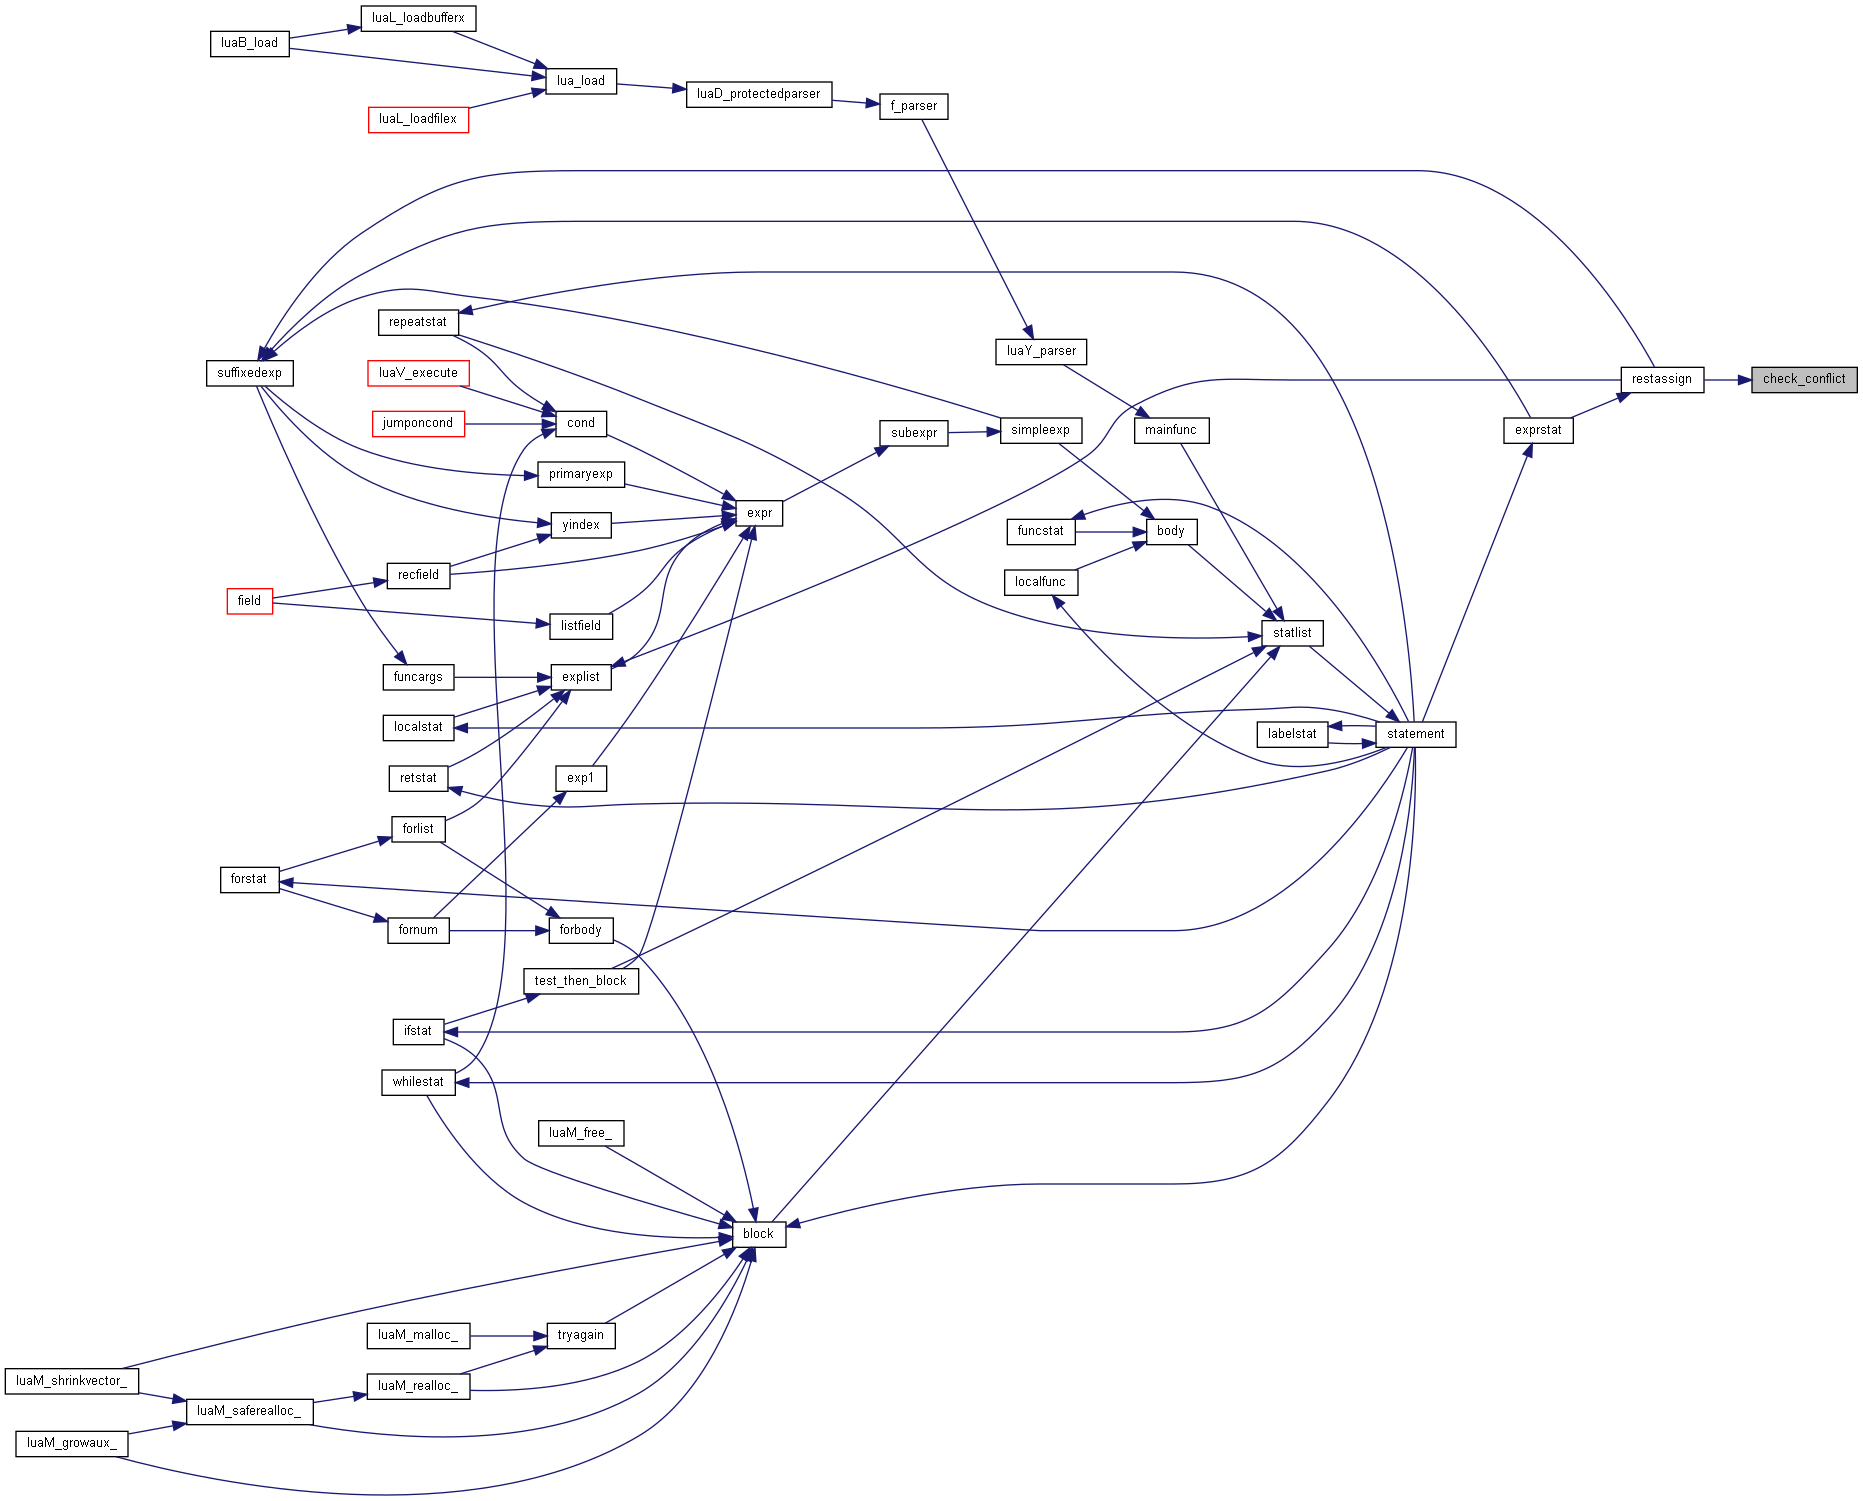 luaL_loadbufferx
luaB_load
lua_load
luaD_protectedparser
f_parser
luaL_loadfilex
repeatstat
luaY_parser
suffixedexp
luaV_execute
restassign
check_conflict
jumponcond
cond
subexpr
simpleexp
mainfunc
exprstat
primaryexp
expr
yindex
funcstat
body
recfield
localfunc
field
listfield
statlist
funcargs
explist
localstat
labelstat
statement
retstat
exp1
forlist
forstat
fornum
forbody
test_then_block
ifstat
whilestat
luaM_free_
block
luaM_malloc_
tryagain
luaM_shrinkvector_
luaM_realloc_
luaM_saferealloc_
luaM_growaux_